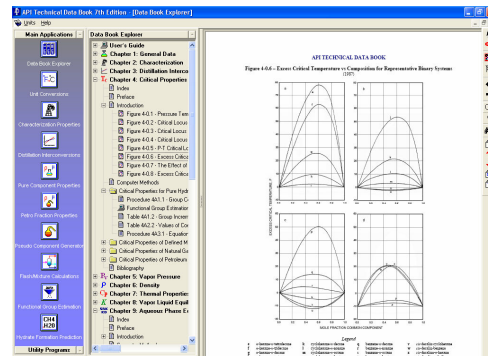 API Technical Data Book 7th Edition - [Data Book Explorer]
Units Help
Main Applications
Data Book Explorer
Unit Conversions
Characterization Properties
Distillation Interconversions
Pure Component Properties
Petro Fraction Properties
Pseudo Component Generator
Flash/Mixture Calculations
Functional Group Estimation
CH4
H2O
Hydrate Formation Prediction
Utility Programs
Data Book Explorer
User's Guide
Chapter 1: General Data
Chapter 2: Characterization
Chapter 3: Distillation Interco
Chapter 4: Critical Properties
Index
Preface
Introduction
Figure 4-0.1 - Pressure Tem
Figure 4-0.2 - Critical Locus
Figure 4-0.3 - Critical Locus
Figure 4-0.4 - Critical Locus
Figure 4-0.5 - P-T Critical Lo
Figure 4-0.6 - Excess Critica
Figure 4-0.7 - The Effect of
Figure 4-0.8 - Excess Critica
Computer Methods
Critical Properties for Pure Hydr
Procedure 4A1.1 - Group C
Functional Group Estimation
Table 4A1.2 - Group Increm
Table 4A2.2 - Values of Con
Procedure 4A3.1 - Equation
Critical Properties of Defined M
Critical Properties of Natural Ga
Critical Properties of Petroleum
Bibliography
Chapter 5: Vapor Pressure
Chapter 6: Density
Chapter 7: Thermal Properties
Chapter 8: Vapor Liquid Equil
Chapter 9: Aqueous Phase E
Index
Preface
Introduction
API TECHNICAL DATA BOOK
Figure 4-0.6 - Excess Critical Temperature vs Composition for Representative Binary Systems
(1987)
EXCESS CRITICAL TEMPERATURE, F
MOLE FRACTION COMMON COMPONENT
Legend